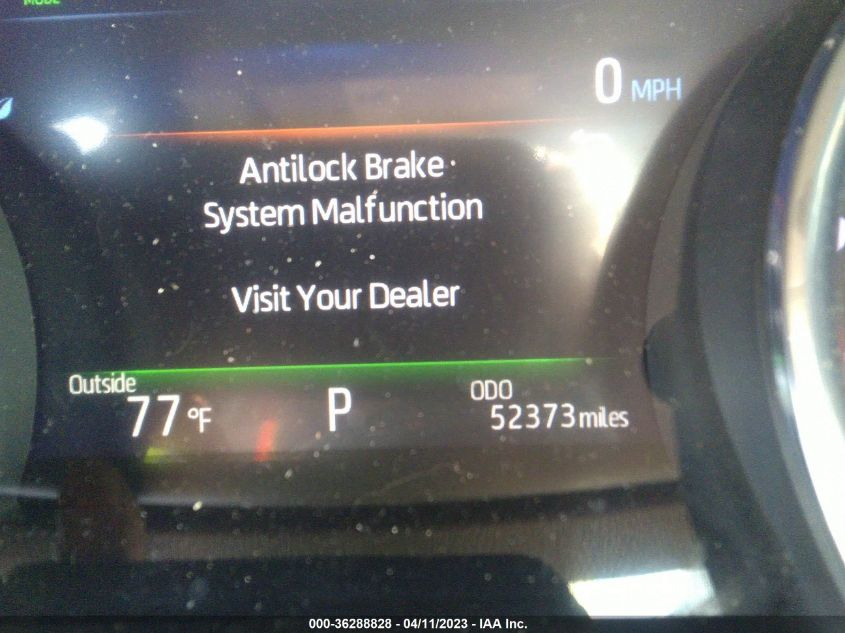 MODE
0 MPH
Antilock Brake
System Malfunction
Visit Your Dealer
Outside
77 °F
P
ODO
52373 miles
000-36288828 - 04/11/2023 - IAA Inc.